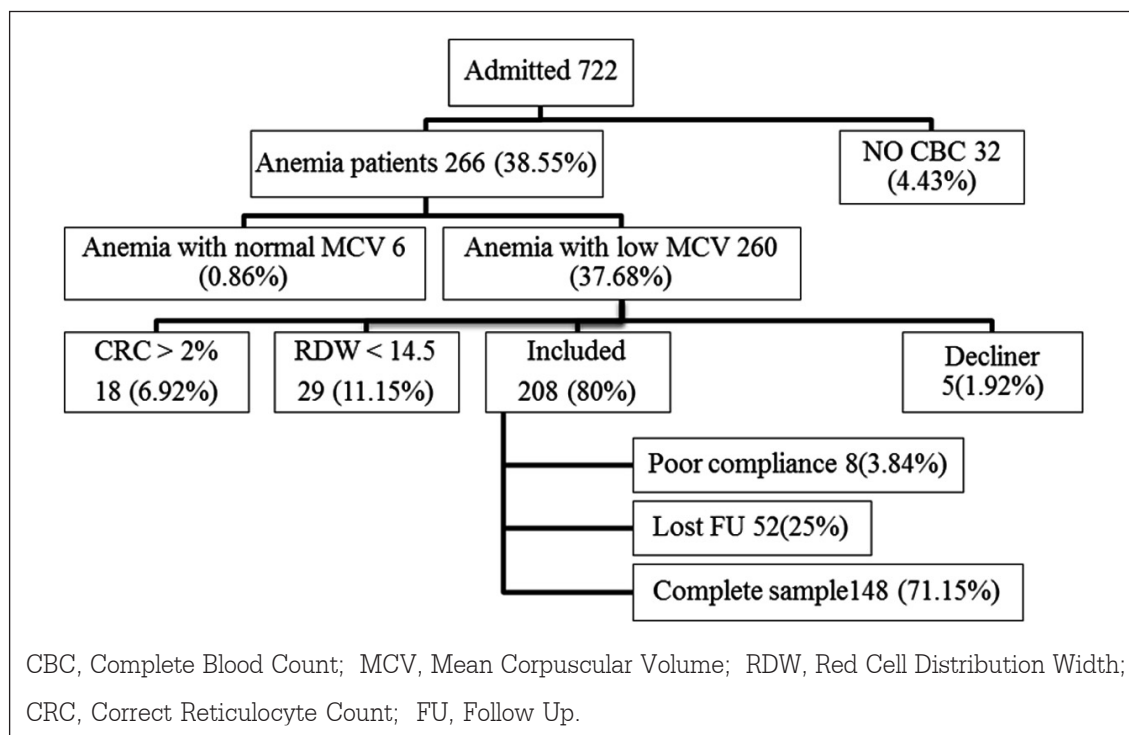 Admitted 722
Anemia patients 266 (38.55%)
NO CBC 32
(4.43%)
Anemia with normal MCV 6
(0.86%)
Anemia with low MCV 260
(37.68%)
CRC > 2%
18 (6.92%)
RDW < 14.5
29 (11.15%)
Included
208 (80%)
Decliner
5(1.92%)
Poor compliance 8(3.84%)
Lost FU 52(25%)
Complete sample148 (71.15%)
CBC, Complete Blood Count; MCV, Mean Corpuscular Volume; RDW, Red Cell Distribution Width;
CRC, Correct Reticulocyte Count; FU, Follow Up.